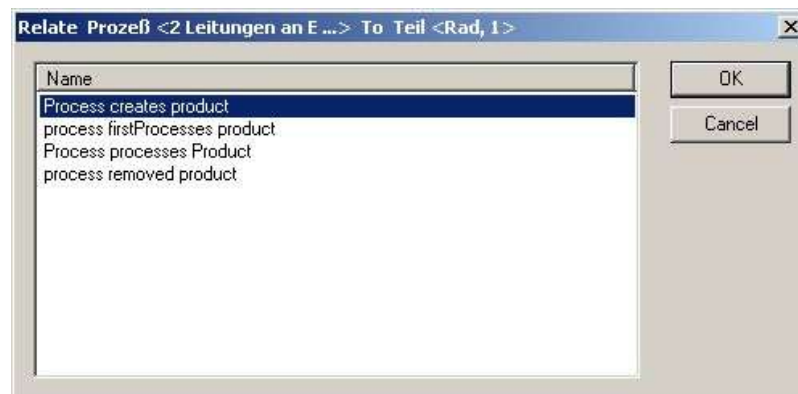 Relate Prozeß <2 Leitungen an E ...> To Teil <Rad, 1>
Name
OK
Process creates product
Cancel
process firstProcesses product
Process processes Product
process removed product